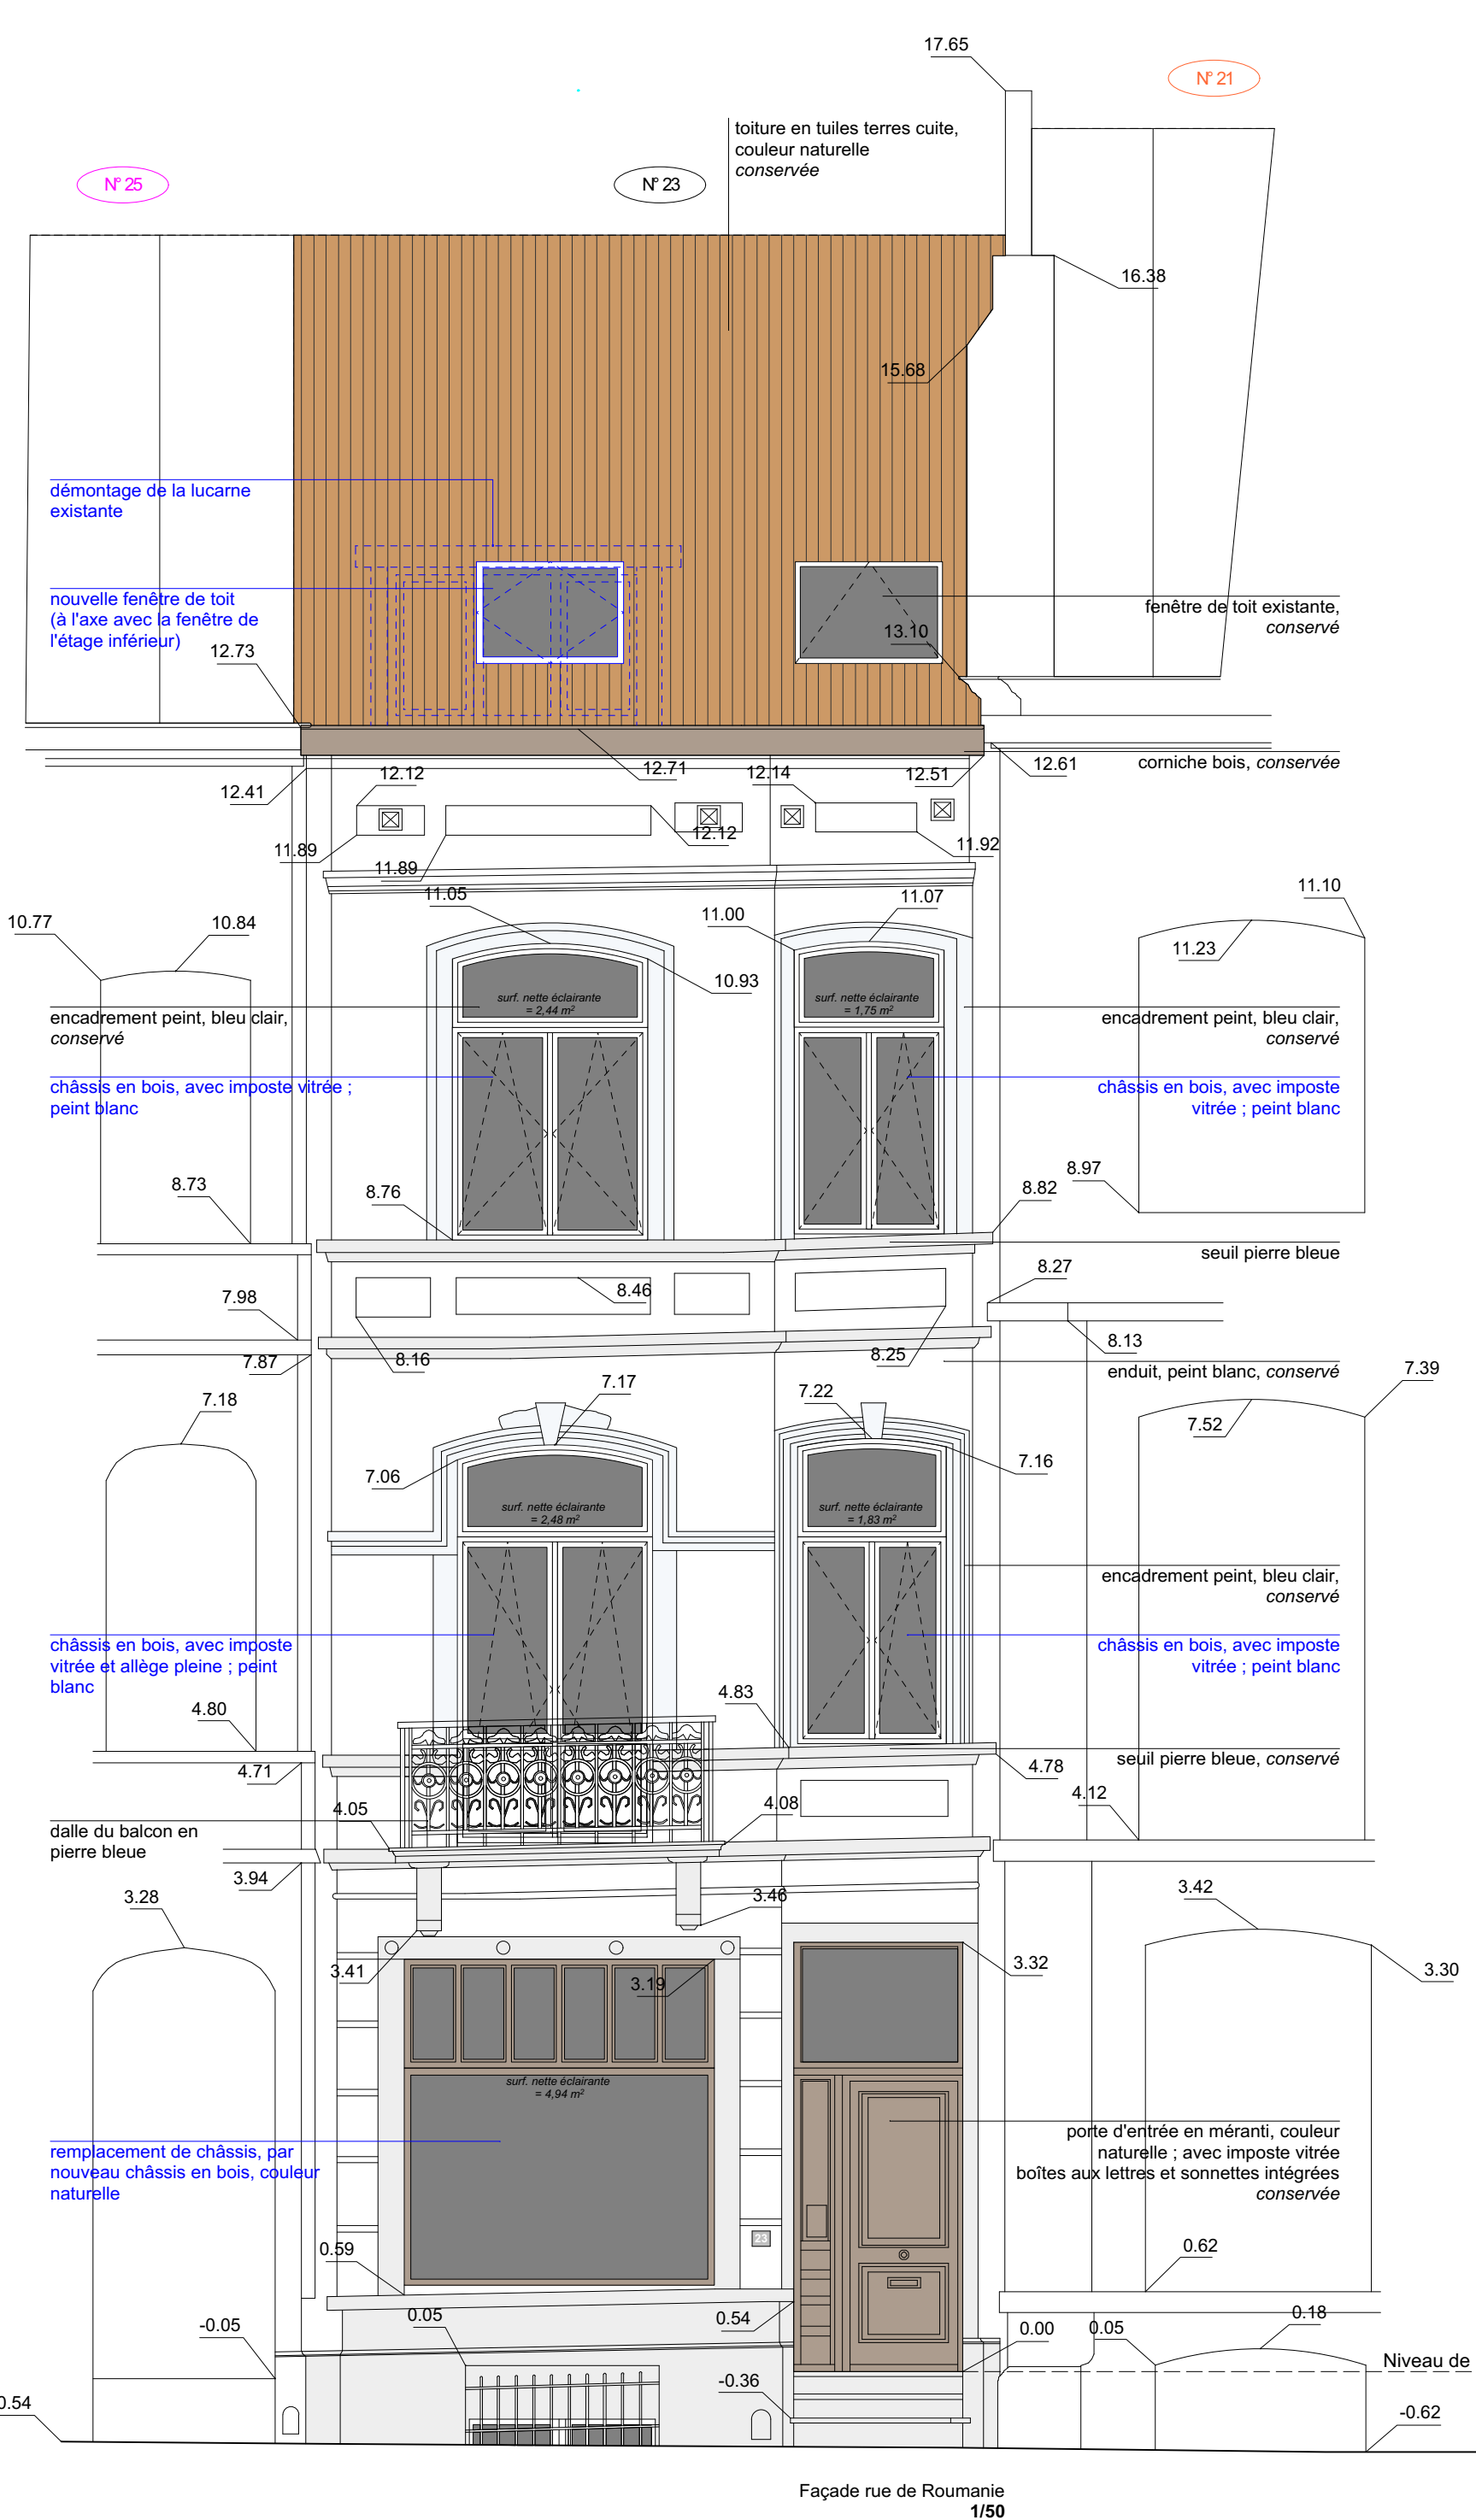 17.65
N° 21
toiture en tuiles terres cuite,
couleur naturelle
conservée
N° 25
N° 23
16.38
15.68
démontage de la lucarne
existante
nouvelle fenêtre de toit
(à l'axe avec la fenêtre de
l'étage inférieur)
fenêtre de toit existante,
conservé
13.10
12.73
12.71
12.14
12.12
12.51
12.61
corniche bois, conservée
12.41
12.12
11.89
11.92
11.89
11.05
11.07
11.10
11.00
10.77
10.84
11.23
10.93
surf. nette éclairante
= 2,44 m²
surf. nette éclairante
= 1,75 m²
encadrement peint, bleu clair,
conservé
encadrement peint, bleu clair,
conservé
châssis en bois, avec imposte vitrée ;
peint blanc
châssis en bois, avec imposte
vitrée ; peint blanc
8.97
8.73
8.76
8.82
seuil pierre bleue
8.27
7.98
8.46
8.13
8.16
8.25
7.87
enduit, peint blanc, conservé
7.39
7.17
7.22
7.18
7.52
7.06
7.16
surf. nette éclairante
= 2,48 m²
surf. nette éclairante
= 1,83 m²
encadrement peint, bleu clair,
conservé
châssis en bois, avec imposte
vitrée et allège pleine ; peint
blanc
châssis en bois, avec imposte
vitrée ; peint blanc
4.83
4.80
seuil pierre bleue, conservé
4.71
4.78
4.12
4.05
4.08
dalle du balcon en
pierre bleue
3.94
3.28
3.46
3.42
3.41
3.19
3.32
3.30
surf. nette éclairante
= 4,94 m²
remplacement de châssis, par
nouveau châssis en bois, couleur
naturelle
porte d'entrée en méranti, couleur
naturelle ; avec imposte vitrée
boîtes aux lettres et sonnettes intégrées
conservée
23
0.59
0.62
-0.05
0.05
0.54
0.00
0.05
0.18
Niveau de
-0.36
0.54
-0.62
Façade rue de Roumanie
1/50